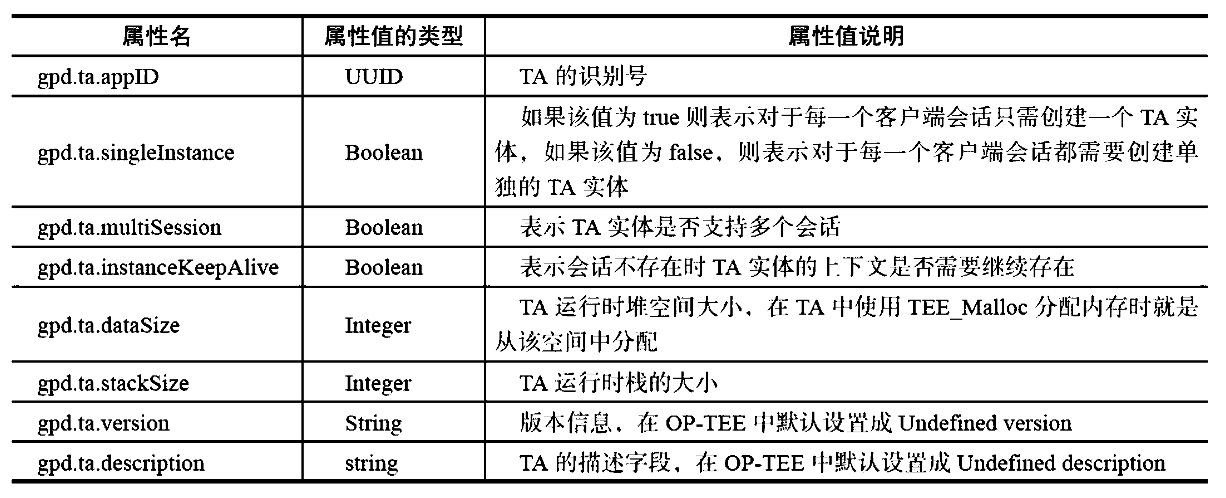 属性名 属性值的类型 属性值说明
gpd.ta.appID UUID TA 的识别号
如果该值为 true 则表示对于每一个客户端会话只需创建一个 TA 实
gpd.ta.singleInstance Boolean 体，如果该值为 false，则表示对于每一个客户端会话都需要创建单
独的 TA 实体
gpd.ta.multiSession Boolean 表示 TA 实体是否支持多个会话
gpd.ta.instanceKeepAlive Boolean 表示会话不存在时 TA 实体的上下文是否需要继续存在
gpd.ta.dataSize Integer TA 运行时堆空间大小，在 TA 中使用 TEE_Malloc 分配内存时就是
从该空间中分配
gpd.ta.stackSize Integer TA 运行时栈的大小
gpd.ta.version String 版本信息，在 OP-TEE 中默认设置成 Undefined version
gpd.ta.description string TA 的描述字段，在 OP-TEE 中默认设置成 Undefined description